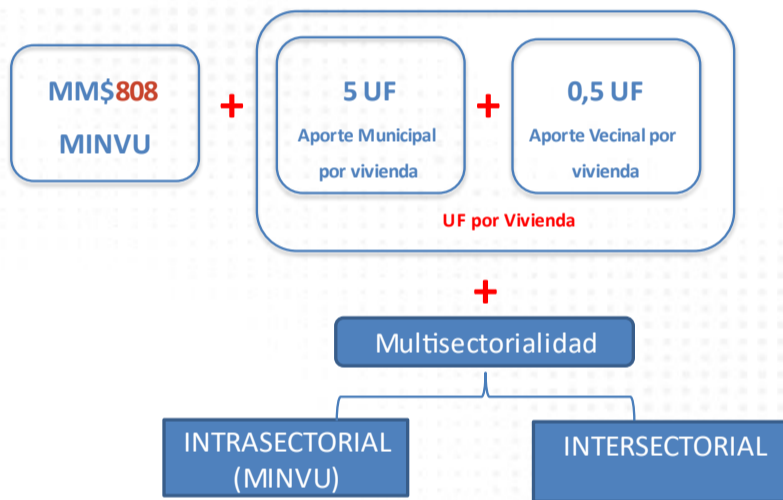 MM$808
MINVU
+
5 UF
Aporte Municipal
por vivienda
+
0,5 UF
Aporte Vecinal por
vivienda
UF por Vivienda
+
Multisectorialidad
INTRASECTORIAL
(MINVU)
INTERSECTORIAL